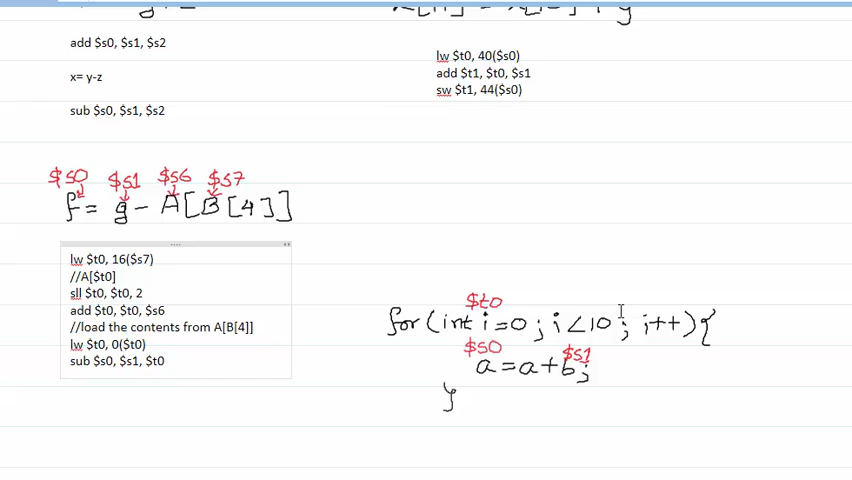 add $s0, $s1, $s2
x= y-z
sub $s0, $s1, $s2
lw $t0, 40($s0)
add $t1, $t0, $s1
sw $t1, 44($s0)
$s0 $s1 $s6 $s7
f= g- A[B[4]]
lw $t0, 16($s7)
//A[$t0]
sll $t0, $t0, 2
add $t0, $t0, $s6
//load the contents from A[B[4]]
lw $t0, 0($t0)
sub $s0, $s1, $t0
$t0
for(int i=0; i<10; i++){
$s0 $s1
a=a+b;
}